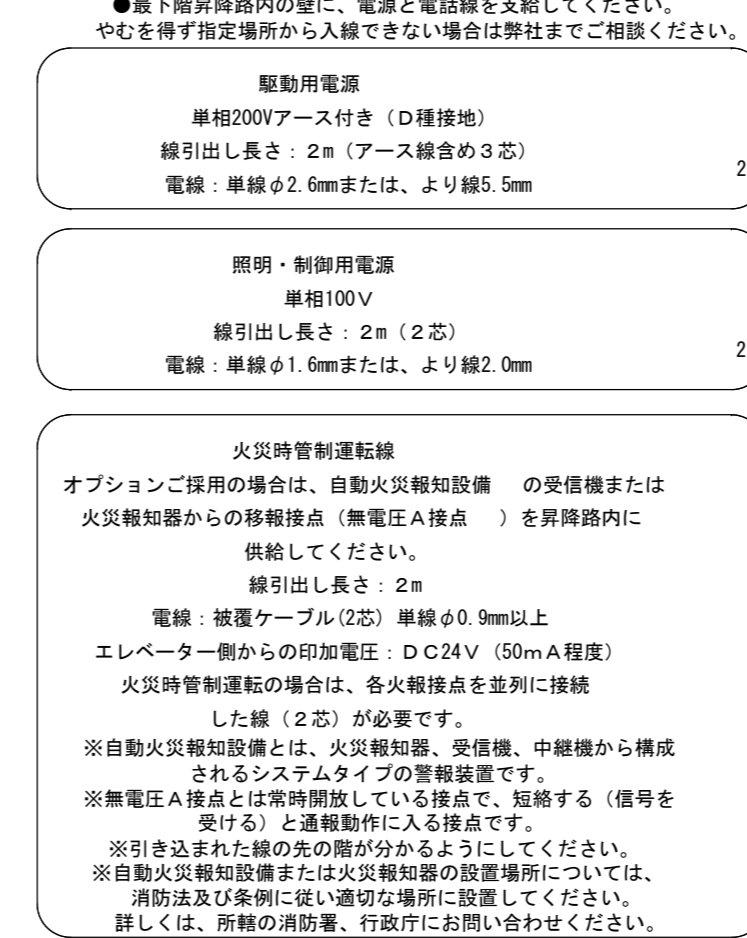 ●最下階昇降路内の壁に、電源と電話線を支給してください。
やむを得ず指定場所から入線できない場合は弊社までご相談ください。
駆動用電源
単相200Vアース付き（Ｄ種接地）
線引出し長さ：２m（アース線含め３芯）
電線：単線φ2.6㎜または、より線5.5㎜
2
照明・制御用電源
単相100Ｖ
線引出し長さ：２m（２芯）
電線：単線φ1.6㎜または、より線2.0㎜
2
火災時管制運転線
オプションご採用の場合は、自動火災報知設備　の受信機または
火災報知器からの移報接点（無電圧Ａ接点　）を昇降路内に
供給してください。
線引出し長さ：２m
電線：被覆ケーブル(2芯) 単線φ0.9㎜以上
エレベーター側からの印加電圧：ＤＣ24Ｖ（50ｍＡ程度）
火災時管制運転の場合は、各火報接点を並列に接続
した線（２芯）が必要です。
※自動火災報知設備とは、火災報知器、受信機、中継機から構成
されるシステムタイプの警報装置です。
※無電圧Ａ接点とは常時開放している接点で、短絡する（信号を
受ける）と通報動作に入る接点です。
※引き込まれた線の先の階が分かるようにしてください。
※自動火災報知設備または火災報知器の設置場所については、
消防法及び条例に従い適切な場所に設置してください。
詳しくは、所轄の消防署、行政庁にお問い合わせください。